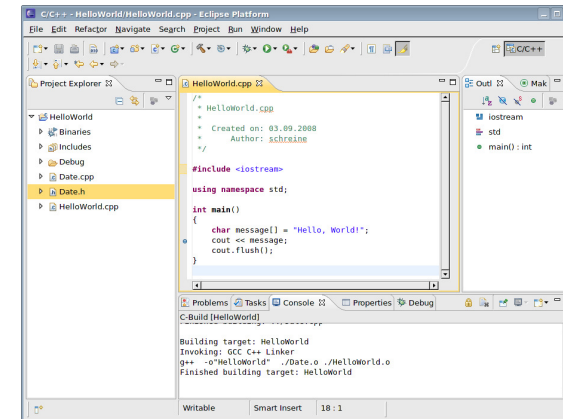 C/C++ - HelloWorld/HelloWorld.cpp - Eclipse Platform
File Edit Refactor Navigate Search Project Run Window Help
C/C++
Project Explorer
HelloWorld
Binaries
Includes
Debug
Date.cpp
Date.h
HelloWorld.cpp
HelloWorld.cpp
/*
 * HelloWorld.cpp
 *
 *  Created on: 03.09.2008
 *      Author: schreine
 */
#include <iostream>
using namespace std;
int main()
{
    char message[] = "Hello, World!";
    cout << message;
    cout.flush();
}
Outl Mak
iostream
std
main() : int
Problems Tasks Console Properties Debug
C-Build [HelloWorld]
Building target: HelloWorld
Invoking: GCC C++ Linker
g++ -o"HelloWorld" ./Date.o ./HelloWorld.o
Finished building target: HelloWorld
Writable Smart Insert 18 : 1